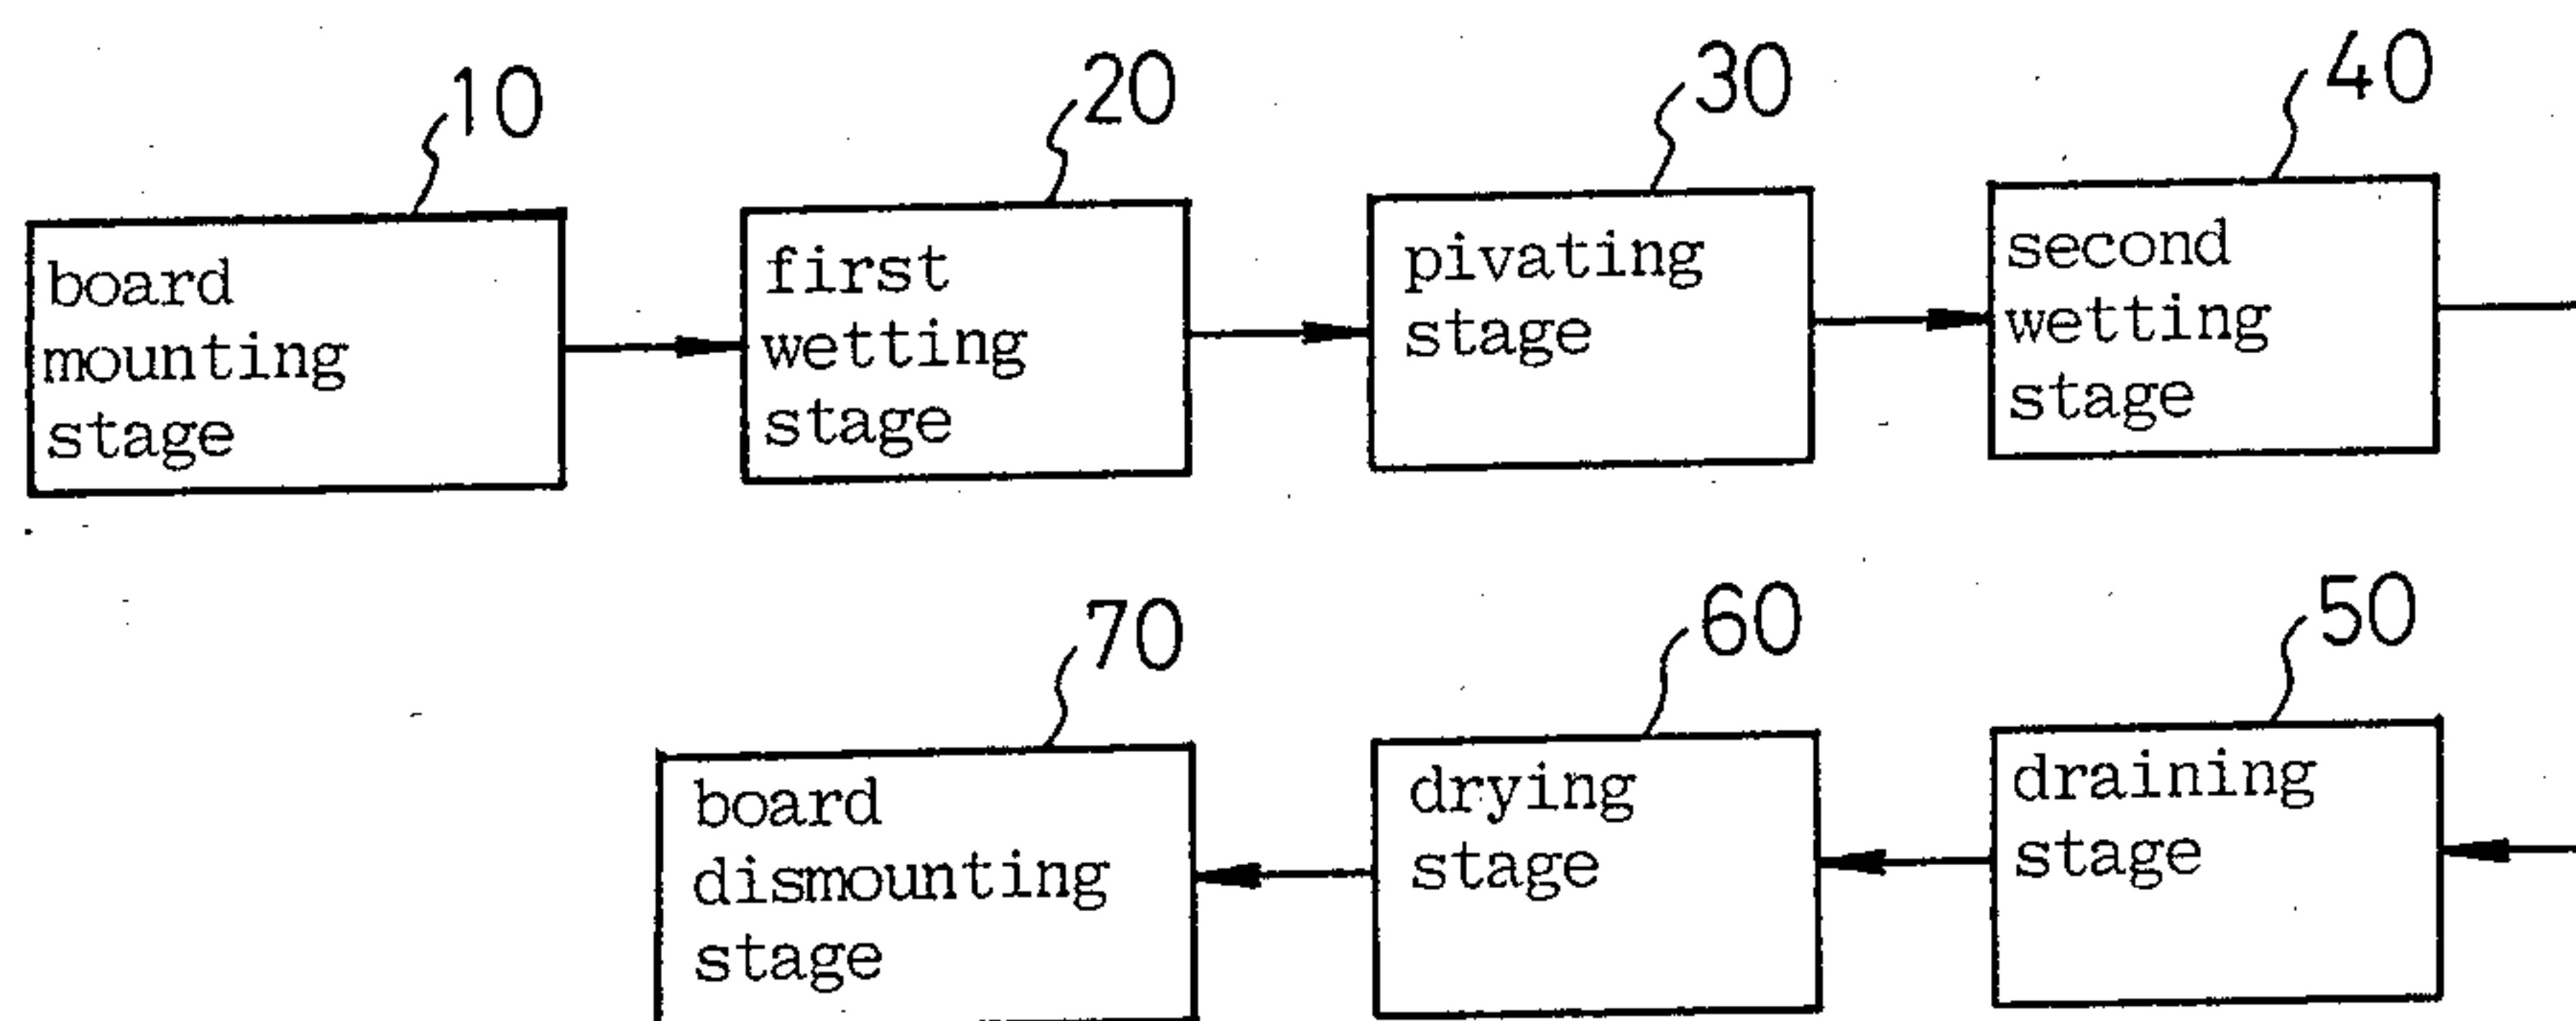 10
20
30
40
board
mounting
stage
first
wetting
stage
pivating
stage
second
wetting
stage
70
60
50
board
dismounting
stage
drying
stage
draining
stage